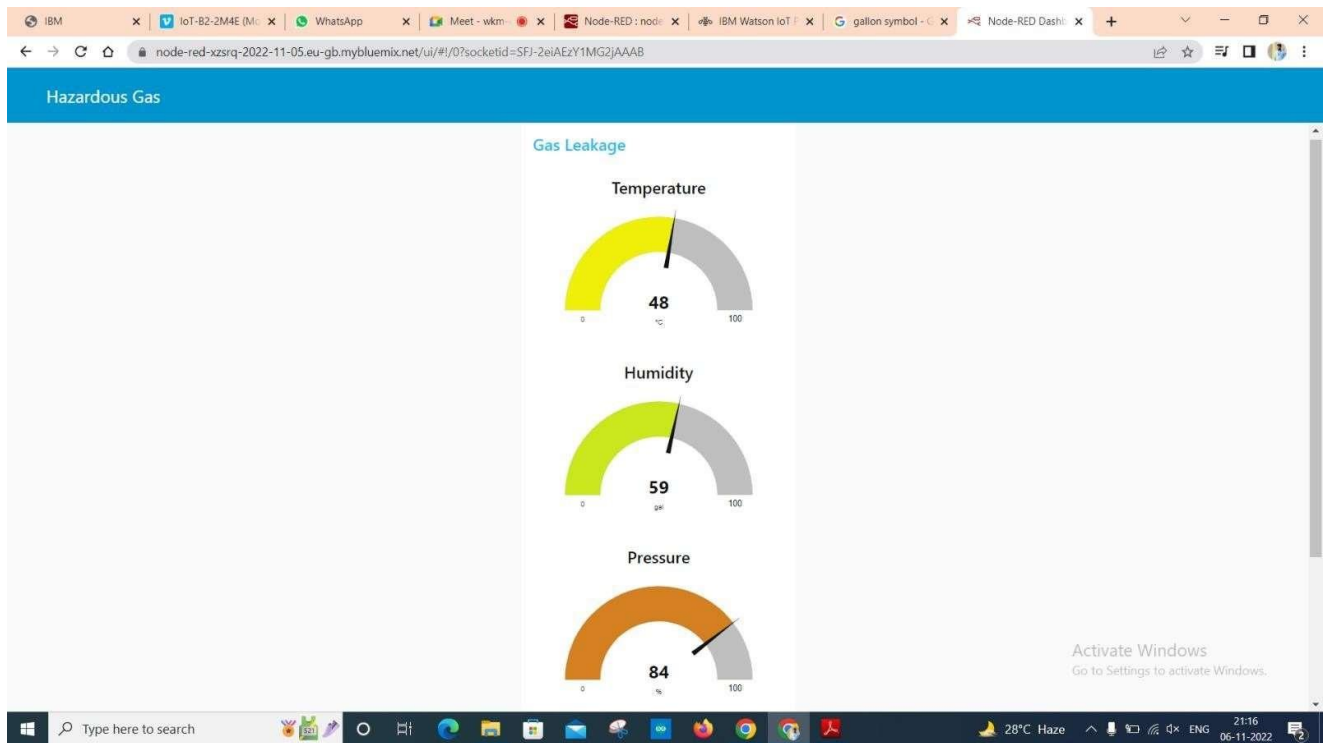 IBM
IoT-B2-2M4E (Mc
WhatsApp
Meet - wkm-
Node-RED : node
IBM Watson IoT P
gallon symbol - G
Node-RED Dashb
node-red-xzsrq-2022-11-05.eu-gb.mybluemix.net/ui/#!/0?socketid=SFJ-2eiAEzY1MG2jAAAB
Hazardous Gas
Gas Leakage
Temperature
48
°C
0
100
Humidity
59
gal
0
100
Pressure
84
%
0
100
Activate Windows
Go to Settings to activate Windows.
Type here to search
28°C Haze
ENG
21:16
06-11-2022
2